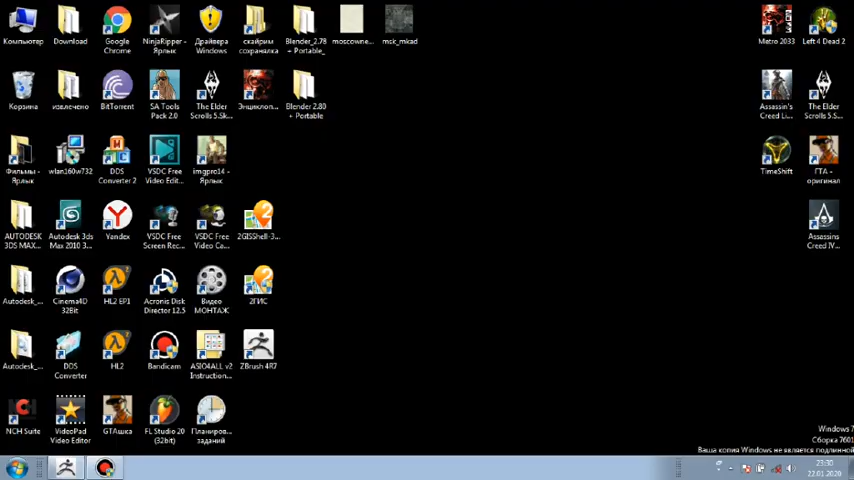 Компьютер
Download
Google
Chrome
NinjaRipper -
Ярлык
Драйвера
Windows
скайрим
сохраналка
Blender_2.78
+ Portable_
moscowne...
msk_mkad
Metro 2033
Left 4 Dead 2
Корзина
извлечено
BitTorrent
SA Tools
Pack 2.0
The Elder
Scrolls 5.Sk...
Энциклоп...
Blender 2.80
+ Portable
Assassin's
Creed Li...
The Elder
Scrolls 5.S...
Фильмы -
Ярлык
wlan160w732
DDS
Converter 2
VSDC Free
Video Edit...
imgpro14 -
Ярлык
TimeShift
ГТА -
оригинал
AUTODESK
3DS MAX...
Autodesk 3ds
Max 2010 3...
Yandex
VSDC Free
Screen Rec...
VSDC Free
Video Ca...
2GISShell-3...
Assassins
Creed IV...
Autodesk_...
Cinema4D
32Bit
HL2 EP1
Acronis Disk
Director 12.5
Видео
МОНТАЖ
2ГИС
Autodesk_...
DDS
Converter
HL2
Bandicam
ASIO4ALL v2
Instruction...
ZBrush 4R7
NCH Suite
VideoPad
Video Editor
GTAшка
FL Studio 20
(32bit)
Планиров...
заданий
Windows 7
Сборка 7601
Ваша копия Windows не является подлинной
23:30
22.01.2020